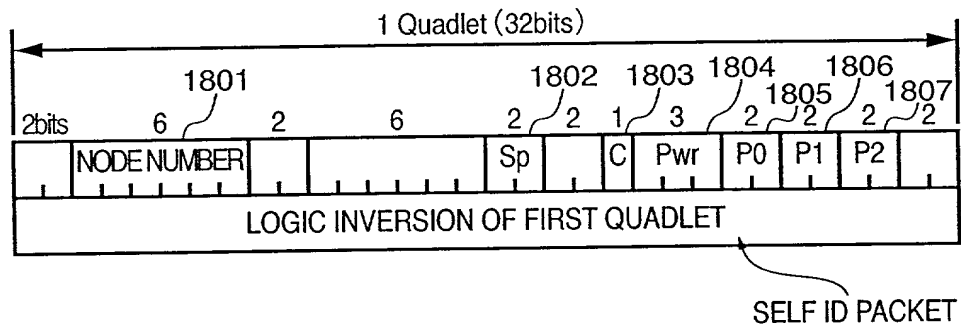 1 Quadlet (32bits)
1801 1802 1803 1804 1805 1806 1807
2bits 6 2 6 2 2 1 3 2 2 2 2
NODE NUMBER Sp C Pwr P0 P1 P2
LOGIC INVERSION OF FIRST QUADLET
SELF ID PACKET